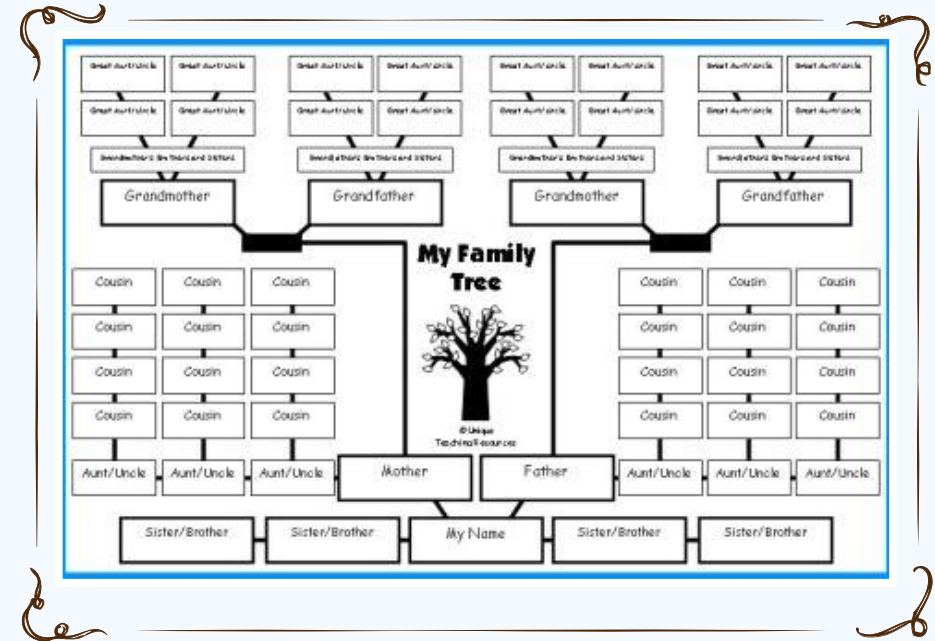 Great Aunt/Uncle Great Aunt/Uncle Great Aunt/Uncle Great Aunt/Uncle Great Aunt/Uncle Great Aunt/Uncle Great Aunt/Uncle Great Aunt/Uncle
Great Aunt/Uncle Great Aunt/Uncle Great Aunt/Uncle Great Aunt/Uncle Great Aunt/Uncle Great Aunt/Uncle Great Aunt/Uncle Great Aunt/Uncle
Grandmother's Brothers and Sisters Grandfather's Brothers and Sisters Grandmother's Brothers and Sisters Grandfather's Brothers and Sisters
Grandmother Grandfather Grandmother Grandfather
My Family
Tree
Cousin Cousin Cousin Cousin Cousin Cousin
Cousin Cousin Cousin Cousin Cousin Cousin
Cousin Cousin Cousin Cousin Cousin Cousin
Cousin Cousin Cousin Cousin Cousin Cousin
© Unique
Teaching Resources
Aunt/Uncle Aunt/Uncle Aunt/Uncle Mother Father Aunt/Uncle Aunt/Uncle Aunt/Uncle
Sister/Brother Sister/Brother My Name Sister/Brother Sister/Brother